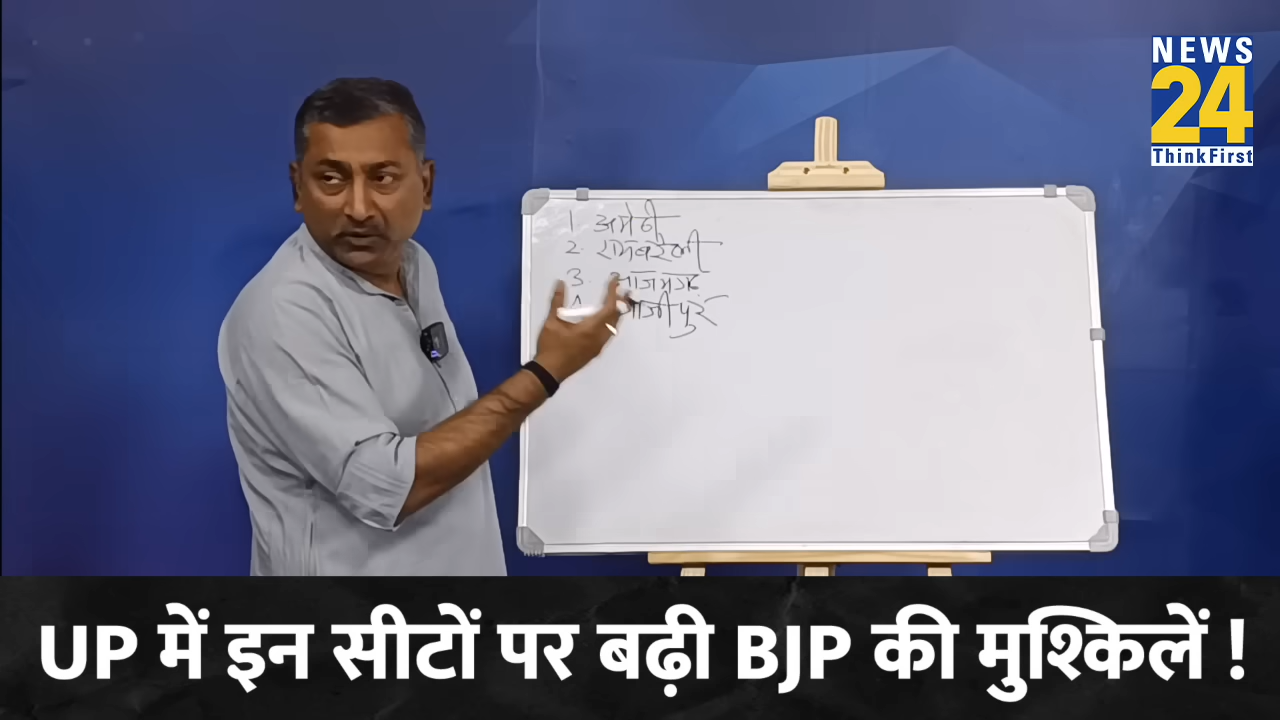 NEWS
24
ThinkFirst
1 अमेठी
2. रायबरेली
3. आजमगढ़
गाजीपुर
UP में इन सीटों पर बढ़ी BJP की मुश्किलें !